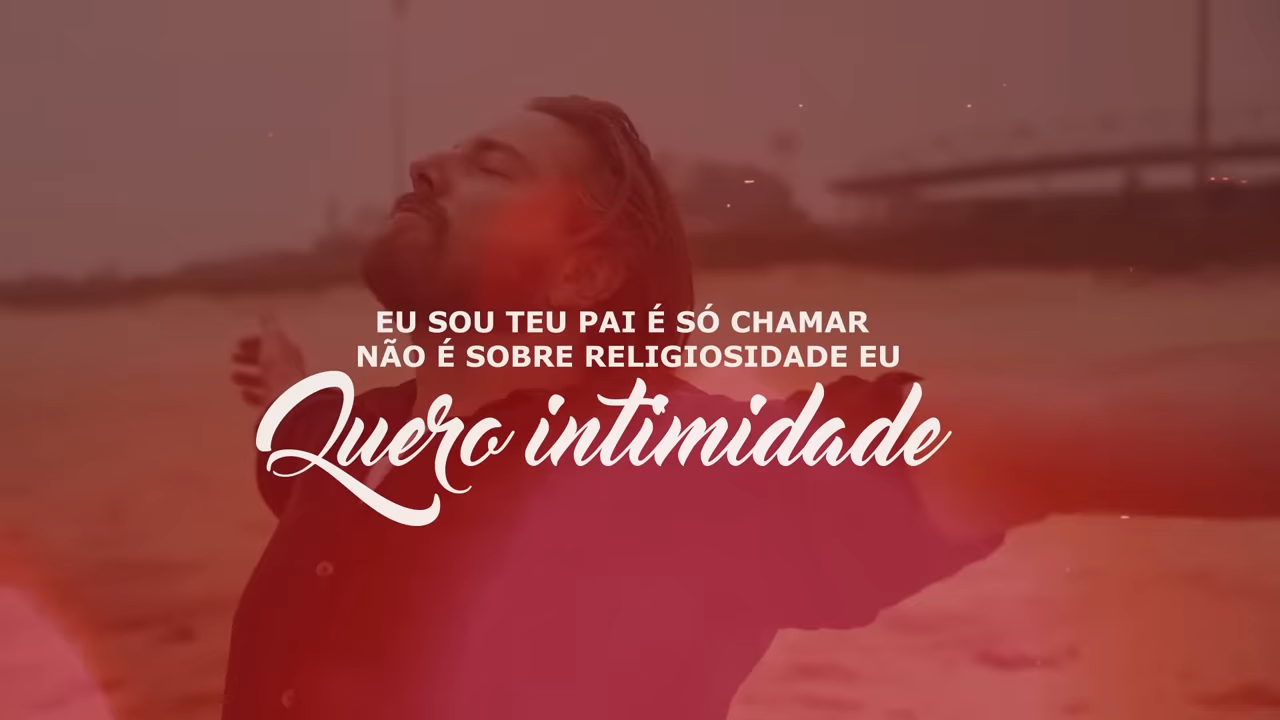 EU SOU TEU PAI É SÓ CHAMAR
NÃO É SOBRE RELIGIOSIDADE EU
Quero intimidade